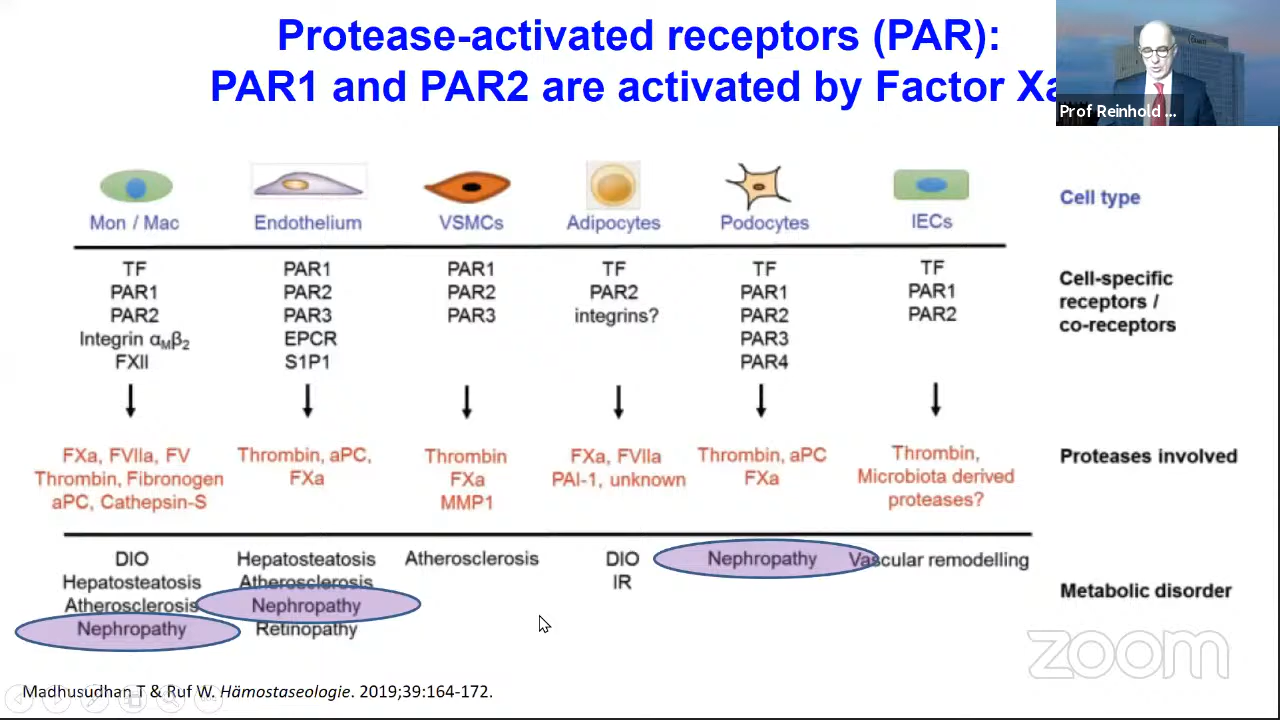 Protease-activated receptors (PAR):
PAR1 and PAR2 are activated by Factor Xa
Prof Reinhold ...
Mon / Mac
Endothelium
VSMCs
Adipocytes
Podocytes
IECs
Cell type
TF
PAR1
PAR2
Integrin αMβ2
FXII
PAR1
PAR2
PAR3
EPCR
S1P1
PAR1
PAR2
PAR3
TF
PAR2
integrins?
TF
PAR1
PAR2
PAR3
PAR4
TF
PAR1
PAR2
Cell-specific
receptors /
co-receptors
FXa, FVIIa, FV
Thrombin, Fibronogen
aPC, Cathepsin-S
Thrombin, aPC,
FXa
Thrombin
FXa
MMP1
FXa, FVIIa
PAI-1, unknown
Thrombin, aPC
FXa
Thrombin,
Microbiota derived
proteases?
Proteases involved
DIO
Hepatosteatosis
Atherosclerosis
Nephropathy
Hepatosteatosis
Atherosclerosis
Nephropathy
Retinopathy
Atherosclerosis
DIO
IR
Nephropathy
Vascular remodelling
Metabolic disorder
zoom
Madhusudhan T & Ruf W. Hämostaseologie. 2019;39:164-172.